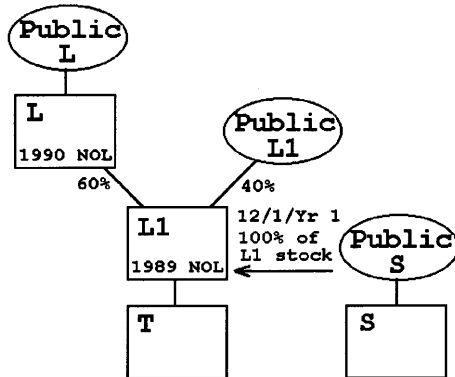 Public
L
L
1990 NOL
Public
L1
60%
40%
L1
1989 NOL
12/1/Yr 1
100% of
L1 stock
Public
S
T
S